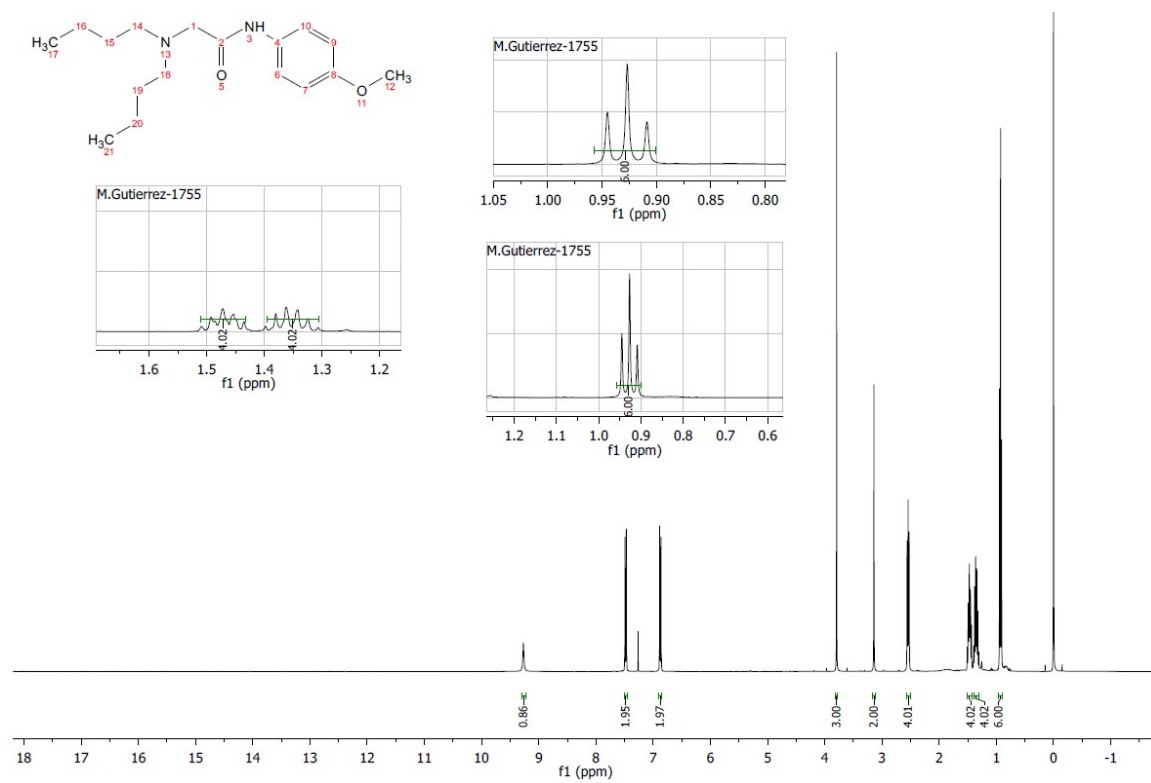 16
14
1
NH
10
H₃C
17
15
N
13
2
3
4
9
18
O
5
6
8
CH₃
12
19
7
O
11
20
H₃C
21
M.Gutierrez-1755
6.00
1.05 1.00 0.95 0.90 0.85 0.80
f1 (ppm)
M.Gutierrez-1755
4.02 4.02
1.6 1.5 1.4 1.3 1.2
f1 (ppm)
M.Gutierrez-1755
6.00
1.2 1.1 1.0 0.9 0.8 0.7 0.6
f1 (ppm)
0.86 1.95 1.97 3.00 2.00 4.01 4.02 4.02 6.00
18 17 16 15 14 13 12 11 10 9 8 7 6 5 4 3 2 1 0 -1
f1 (ppm)